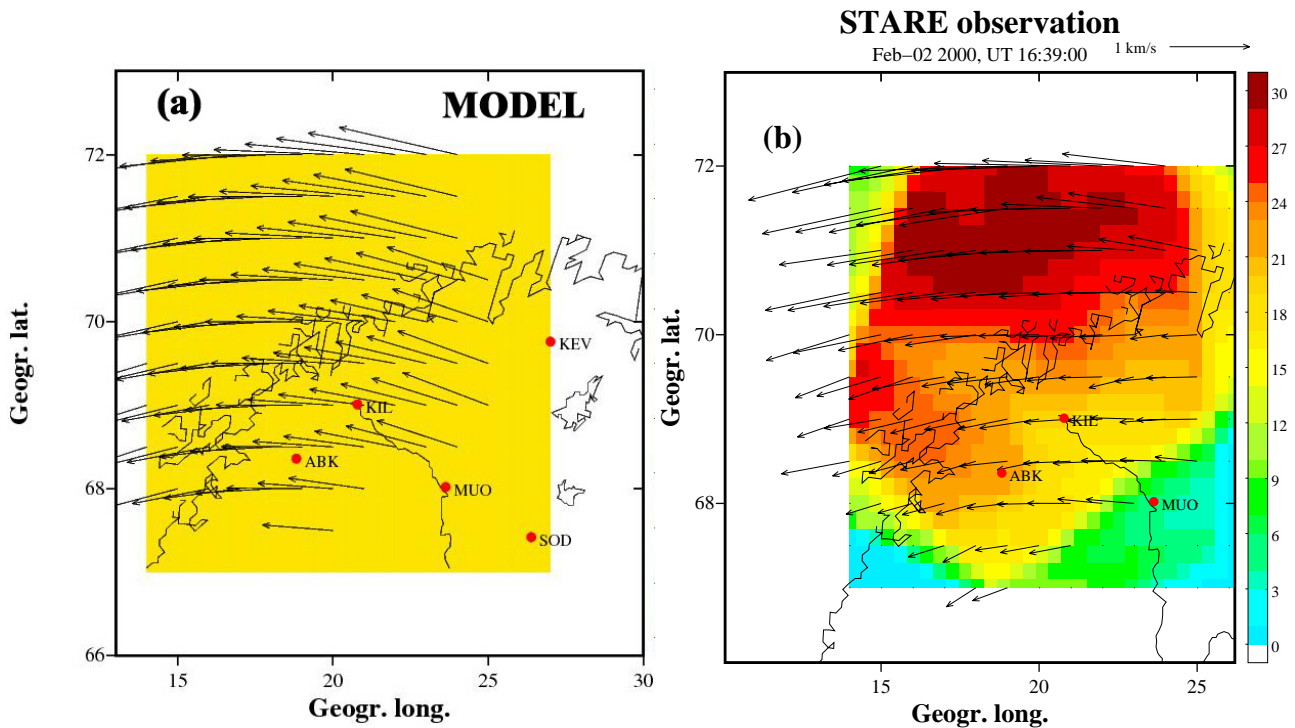 STARE observation
Feb−02 2000, UT 16:39:00
1 km/s
(a)
MODEL
72
70
68
66
15
20
25
30
Geogr. lat.
Geogr. long.
KEV
KIL
ABK
MUO
SOD
(b)
72
70
68
15
20
25
Geogr. lat.
Geogr. long.
KIL
ABK
MUO
30
27
24
21
18
15
12
9
6
3
0